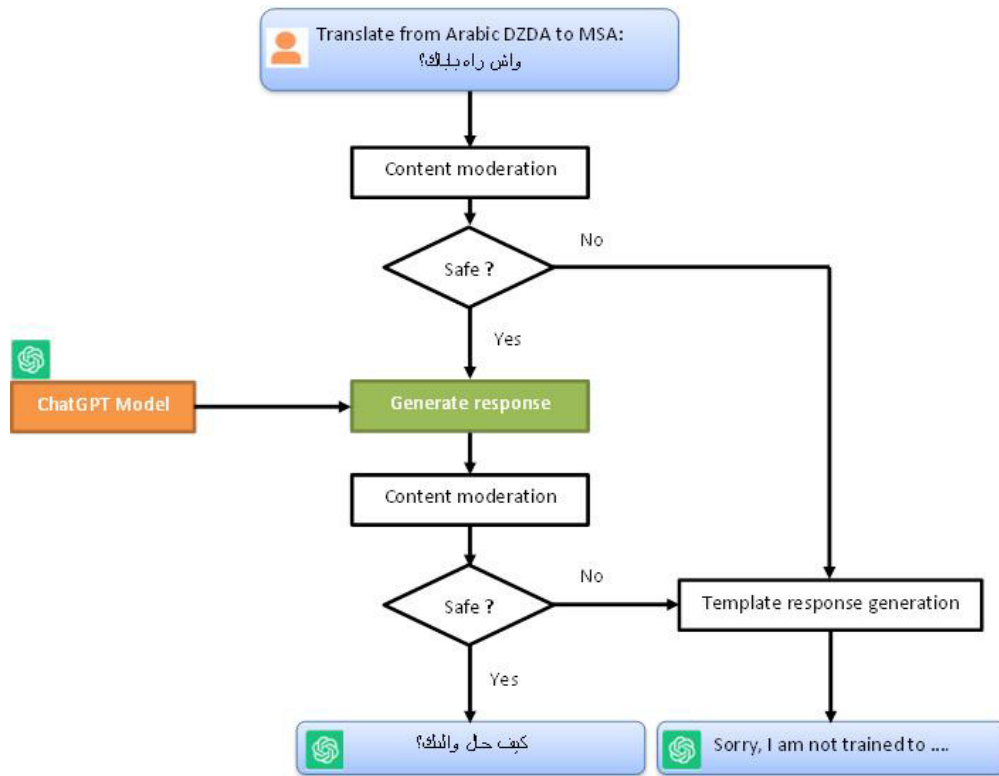 Translate from Arabic DZDA to MSA:
واش راه بباك؟
Content moderation
Safe ?
No
Yes
ChatGPT Model
Generate response
Content moderation
Safe ?
No
Template response generation
Yes
كيف حال والدك؟
Sorry, I am not trained to ....